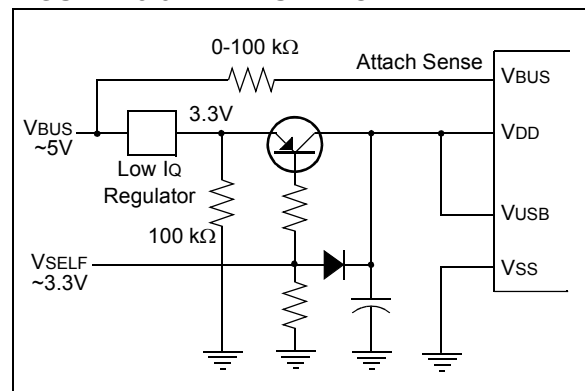 0-100 kΩ
Attach Sense
VBUS
VBUS
~5V
3.3V
VDD
Low IQ
Regulator
100 kΩ
VUSB
VSELF
~3.3V
VSS